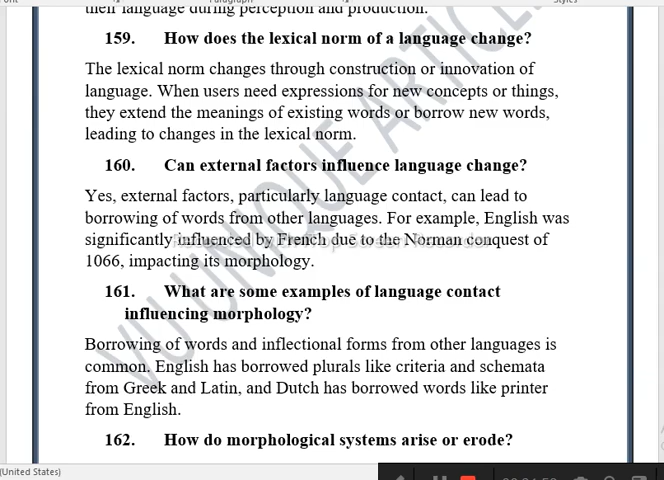 Paragraph
Styles
their language during perception and production.
159. How does the lexical norm of a language change?
The lexical norm changes through construction or innovation of
language. When users need expressions for new concepts or things,
they extend the meanings of existing words or borrow new words,
leading to changes in the lexical norm.
160. Can external factors influence language change?
Yes, external factors, particularly language contact, can lead to
borrowing of words from other languages. For example, English was
significantly influenced by French due to the Norman conquest of
1066, impacting its morphology.
161. What are some examples of language contact
influencing morphology?
Borrowing of words and inflectional forms from other languages is
common. English has borrowed plurals like criteria and schemata
from Greek and Latin, and Dutch has borrowed words like printer
from English.
162. How do morphological systems arise or erode?
VU UNIQUE ARTICLE
(United States)